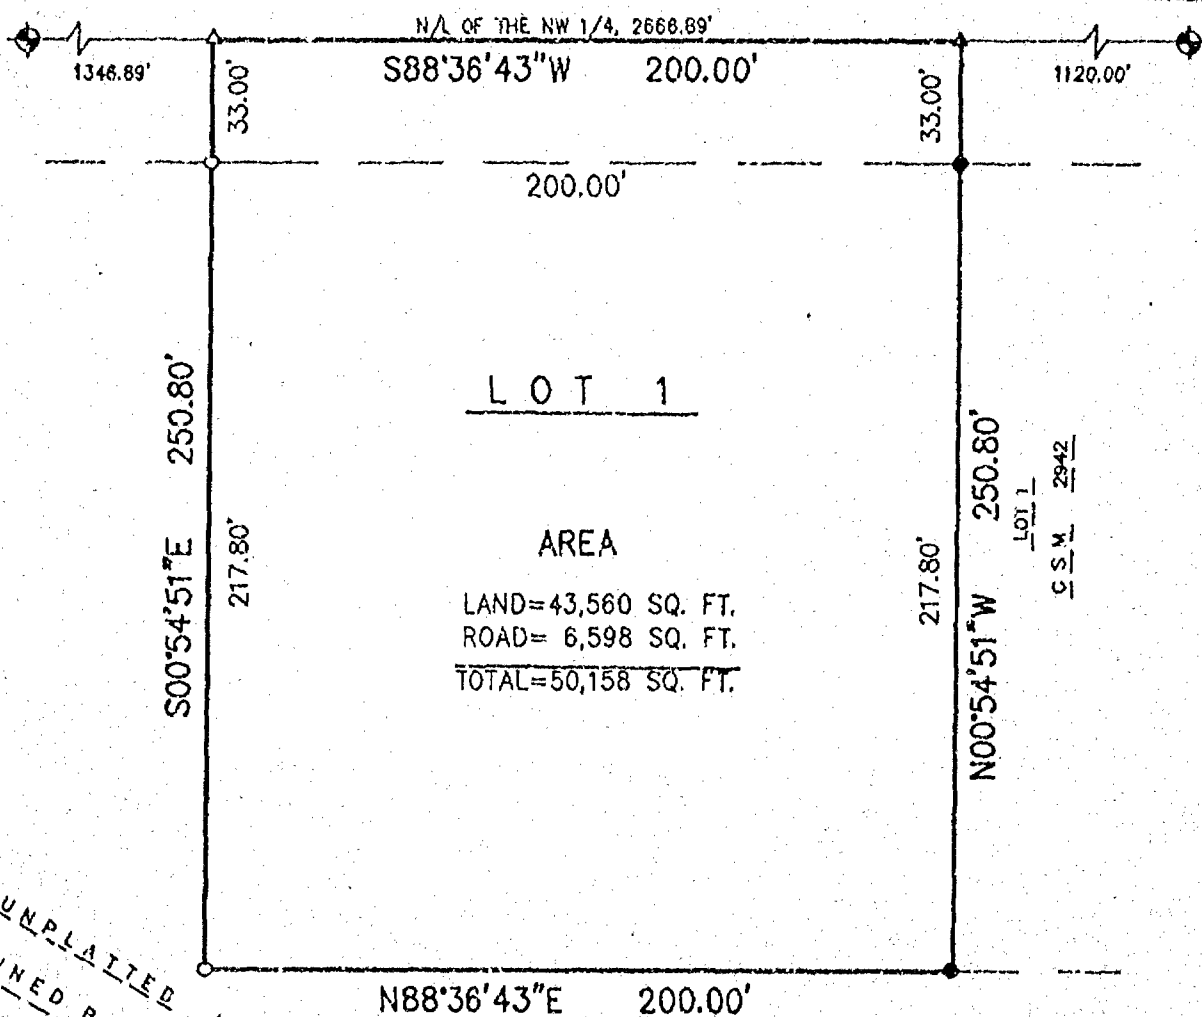 N/L OF THE NW 1/4, 2666.89'
1346.89'
S88°36'43"W 200.00'
1120.00'
33.00'
33.00'
200.00'
LOT 1
S00°54'51"E 250.80'
217.80'
AREA
LAND=43,560 SQ. FT.
ROAD= 6,598 SQ. FT.
TOTAL=50,158 SQ. FT.
217.80'
N00°54'51"W 250.80'
LOT 1
C S M 2942
UNPLATTED
N88°36'43"E 200.00'